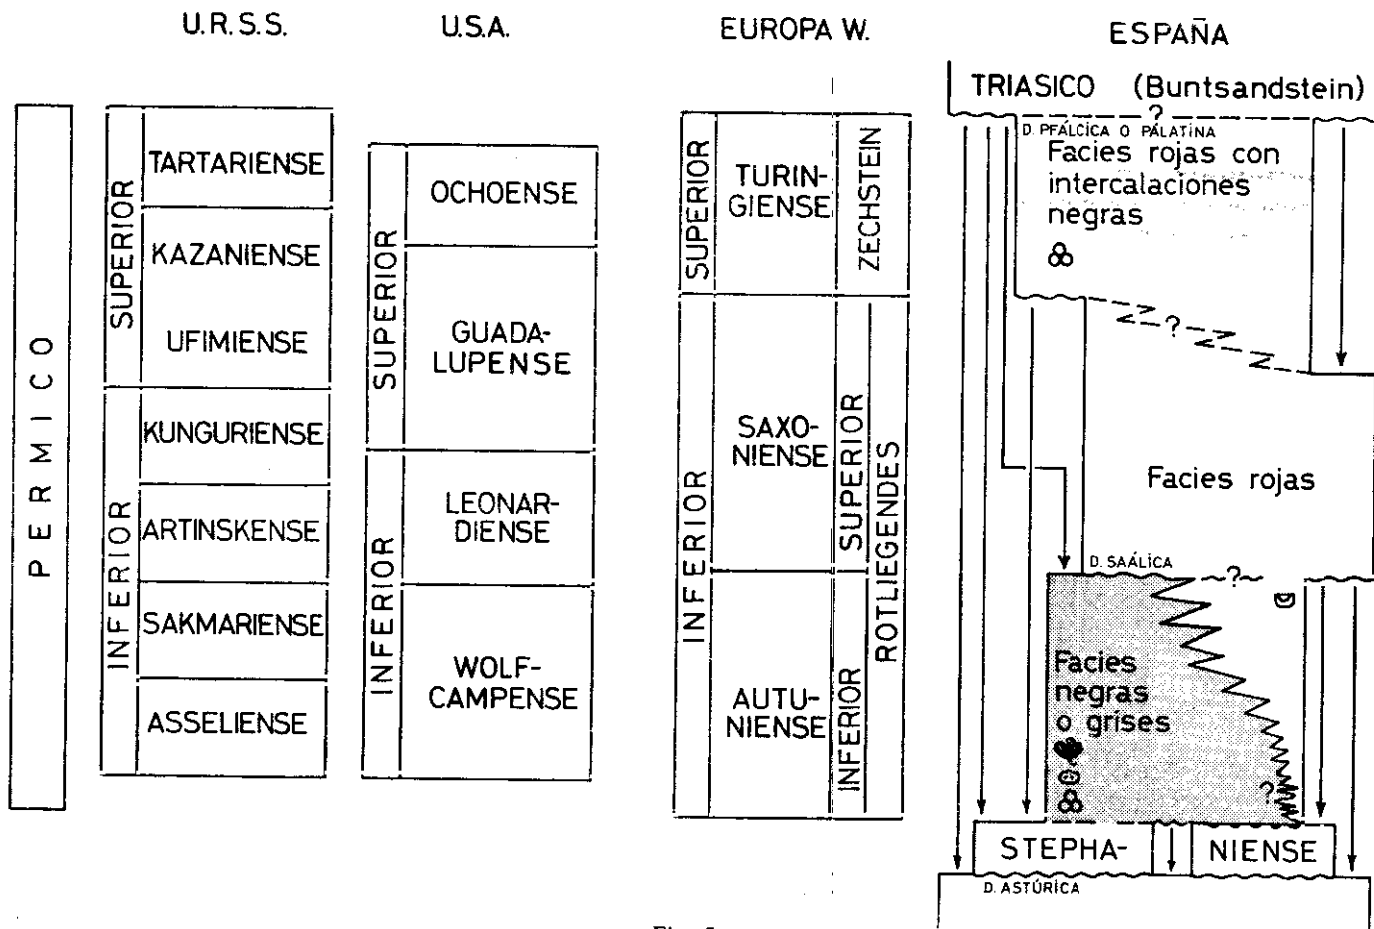 U.R.S.S.
U.S.A.
EUROPA W.
ESPAÑA
PERMICO
SUPERIOR
TARTARIENSE
KAZANIENSE
UFIMIENSE
INFERIOR
KUNGURIENSE
ARTINSKENSE
SAKMARIENSE
ASSELIENSE
SUPERIOR
OCHOENSE
GUADA-
LUPENSE
INFERIOR
LEONAR-
DIENSE
WOLF-
CAMPENSE
SUPERIOR
TURIN-
GIENSE
ZECHSTEIN
INFERIOR
SAXO-
NIENSE
SUPERIOR
ROTLIEGENDES
AUTU-
NIENSE
INFERIOR
TRIASICO (Buntsandstein)
?
D. PFÁLCICA O PÁLATINA
Facies rojas con
intercalaciones
negras
?
Facies rojas
D. SAÁLICA
?
Facies
negras
o grises
?
STEPHA-
NIENSE
D. ASTÚRICA